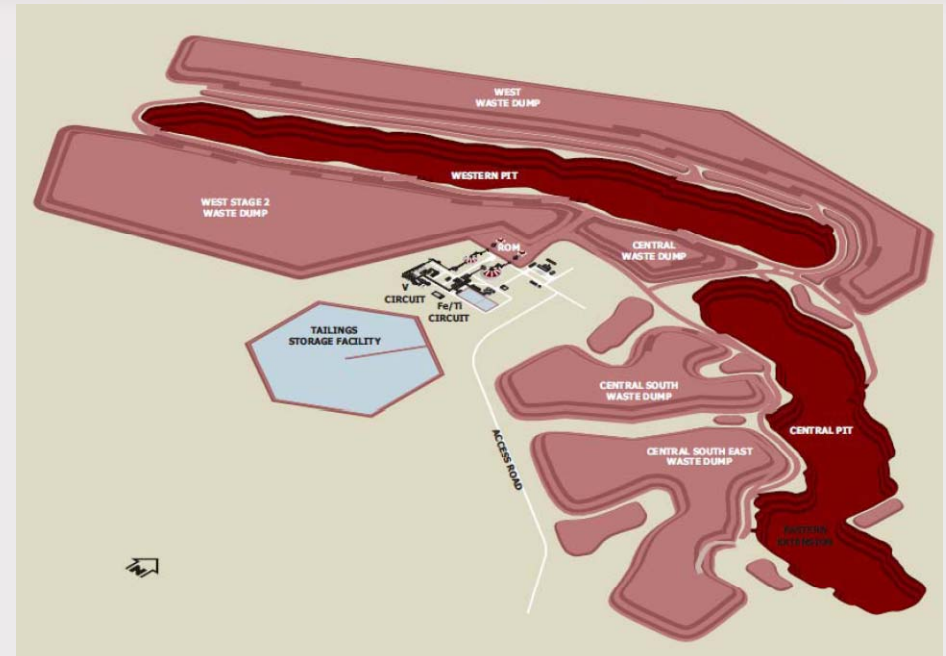 WEST
WASTE DUMP
WESTERN PIT
WEST STAGE 2
WASTE DUMP
ROM
CENTRAL
WASTE DUMP
V
CIRCUIT
Fe/Ti
CIRCUIT
TAILINGS
STORAGE FACILITY
CENTRAL SOUTH
WASTE DUMP
ACCESS ROAD
CENTRAL PIT
CENTRAL SOUTH EAST
WASTE DUMP
EASTERN
EXTENSION
N